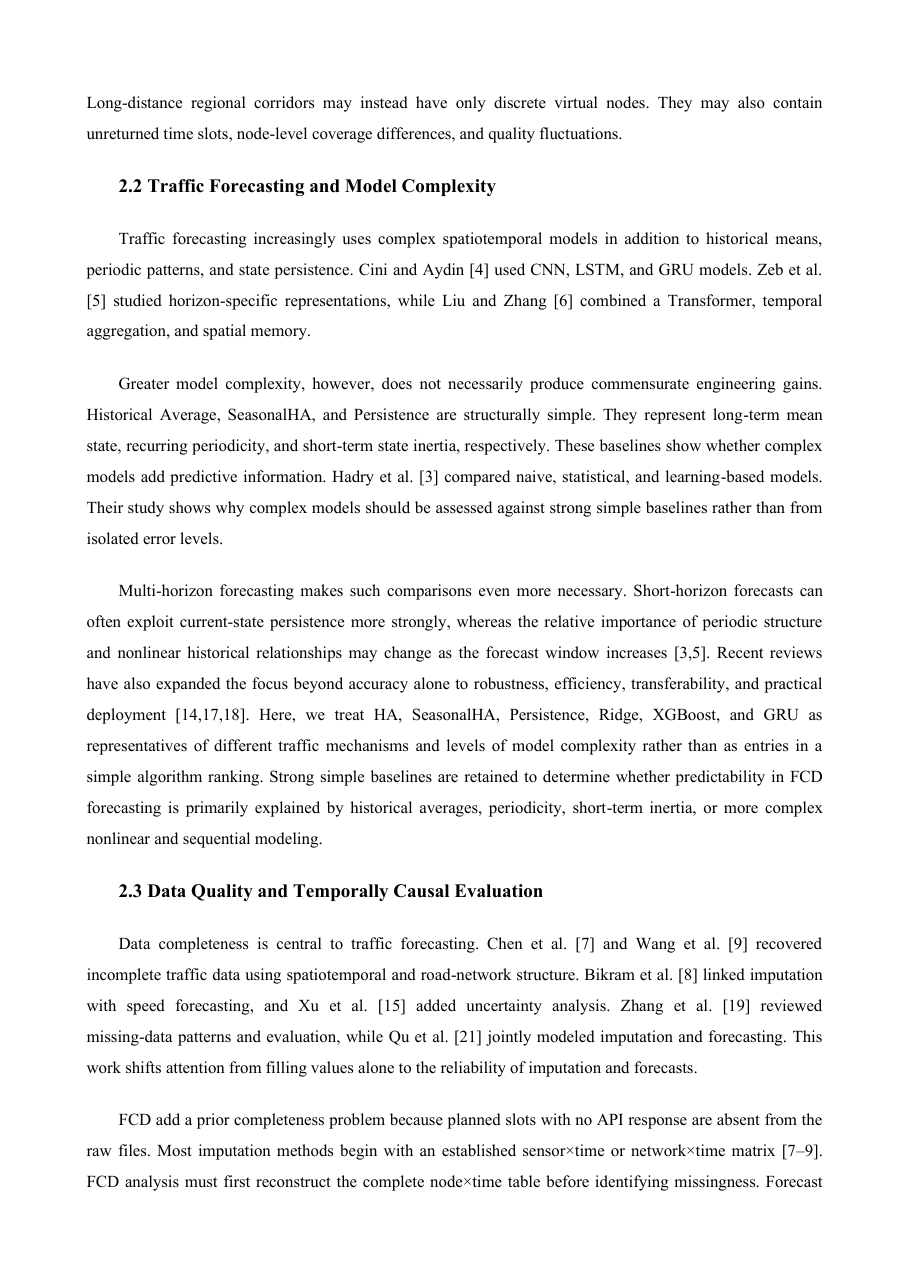 Long-distance regional corridors may instead have only discrete virtual nodes. They may also contain
unreturned time slots, node-level coverage differences, and quality fluctuations.
2.2 Traffic Forecasting and Model Complexity
Traffic forecasting increasingly uses complex spatiotemporal models in addition to historical means,
periodic patterns, and state persistence. Cini and Aydin [4] used CNN, LSTM, and GRU models. Zeb et al.
[5] studied horizon-specific representations, while Liu and Zhang [6] combined a Transformer, temporal
aggregation, and spatial memory.
Greater model complexity, however, does not necessarily produce commensurate engineering gains.
Historical Average, SeasonalHA, and Persistence are structurally simple. They represent long-term mean
state, recurring periodicity, and short-term state inertia, respectively. These baselines show whether complex
models add predictive information. Hadry et al. [3] compared naive, statistical, and learning-based models.
Their study shows why complex models should be assessed against strong simple baselines rather than from
isolated error levels.
Multi-horizon forecasting makes such comparisons even more necessary. Short-horizon forecasts can
often exploit current-state persistence more strongly, whereas the relative importance of periodic structure
and nonlinear historical relationships may change as the forecast window increases [3,5]. Recent reviews
have also expanded the focus beyond accuracy alone to robustness, efficiency, transferability, and practical
deployment [14,17,18]. Here, we treat HA, SeasonalHA, Persistence, Ridge, XGBoost, and GRU as
representatives of different traffic mechanisms and levels of model complexity rather than as entries in a
simple algorithm ranking. Strong simple baselines are retained to determine whether predictability in FCD
forecasting is primarily explained by historical averages, periodicity, short-term inertia, or more complex
nonlinear and sequential modeling.
2.3 Data Quality and Temporally Causal Evaluation
Data completeness is central to traffic forecasting. Chen et al. [7] and Wang et al. [9] recovered
incomplete traffic data using spatiotemporal and road-network structure. Bikram et al. [8] linked imputation
with speed forecasting, and Xu et al. [15] added uncertainty analysis. Zhang et al. [19] reviewed
missing-data patterns and evaluation, while Qu et al. [21] jointly modeled imputation and forecasting. This
work shifts attention from filling values alone to the reliability of imputation and forecasts.
FCD add a prior completeness problem because planned slots with no API response are absent from the
raw files. Most imputation methods begin with an established sensor×time or network×time matrix [7–9].
FCD analysis must first reconstruct the complete node×time table before identifying missingness. Forecast